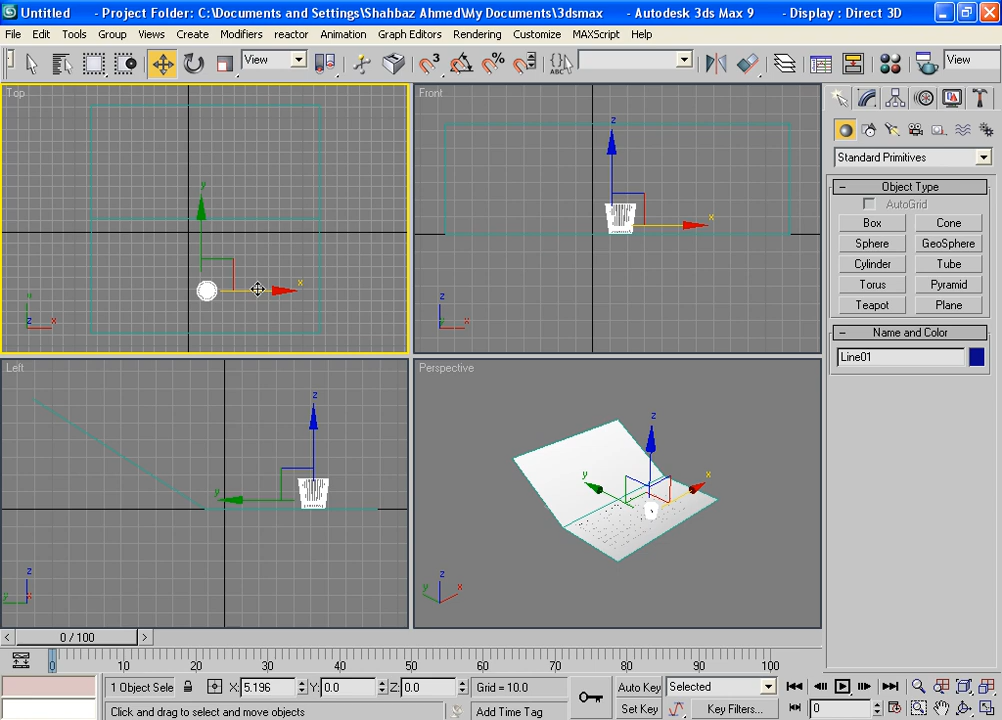 Untitled - Project Folder: C:\Documents and Settings\Shahbaz Ahmed\My Documents\3dsmax - Autodesk 3ds Max 9 - Display : Direct 3D
File Edit Tools Group Views Create Modifiers reactor Animation Graph Editors Rendering Customize MAXScript Help
View ABC View
Top
Front
Left
Perspective
y
x
z
x
z
x
z
x
z
y
z
y
z
y
x
z
y
x
Standard Primitives
Object Type
AutoGrid
Box Cone
Sphere GeoSphere
Cylinder Tube
Torus Pyramid
Teapot Plane
Name and Color
Line01
0 / 100
0 10 20 30 40 50 60 70 80 90 100
1 Object Sele X: 5.196 Y: 0.0 Z: 0.0 Grid = 10.0 Auto Key Selected
Click and drag to select and move objects Add Time Tag Set Key Key Filters... 0